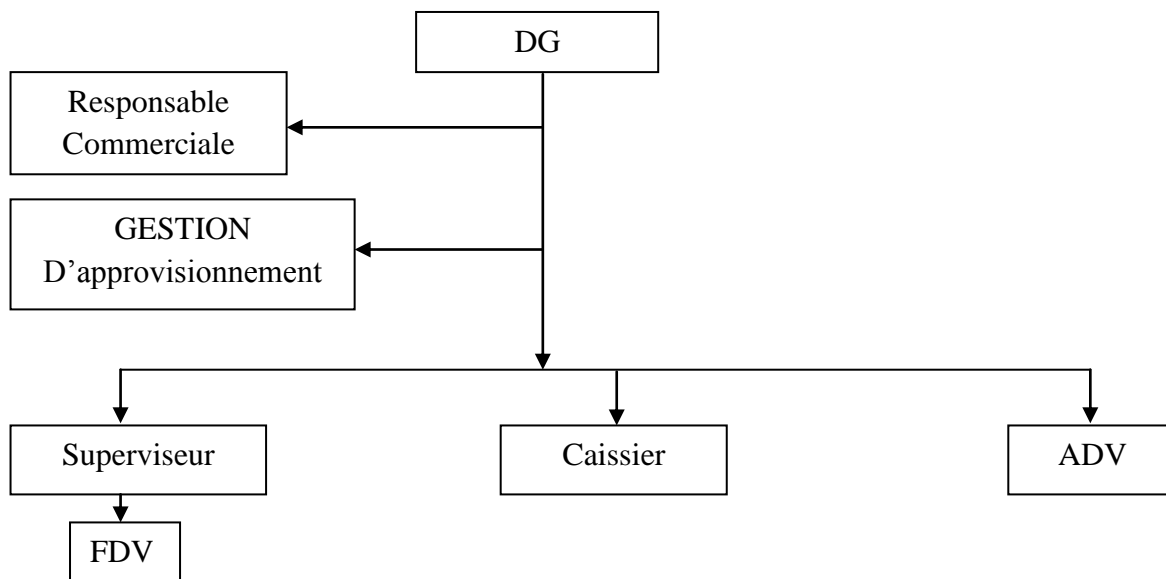 DG
Responsable
Commerciale
GESTION
D’approvisionnement
Superviseur
Caissier
ADV
FDV